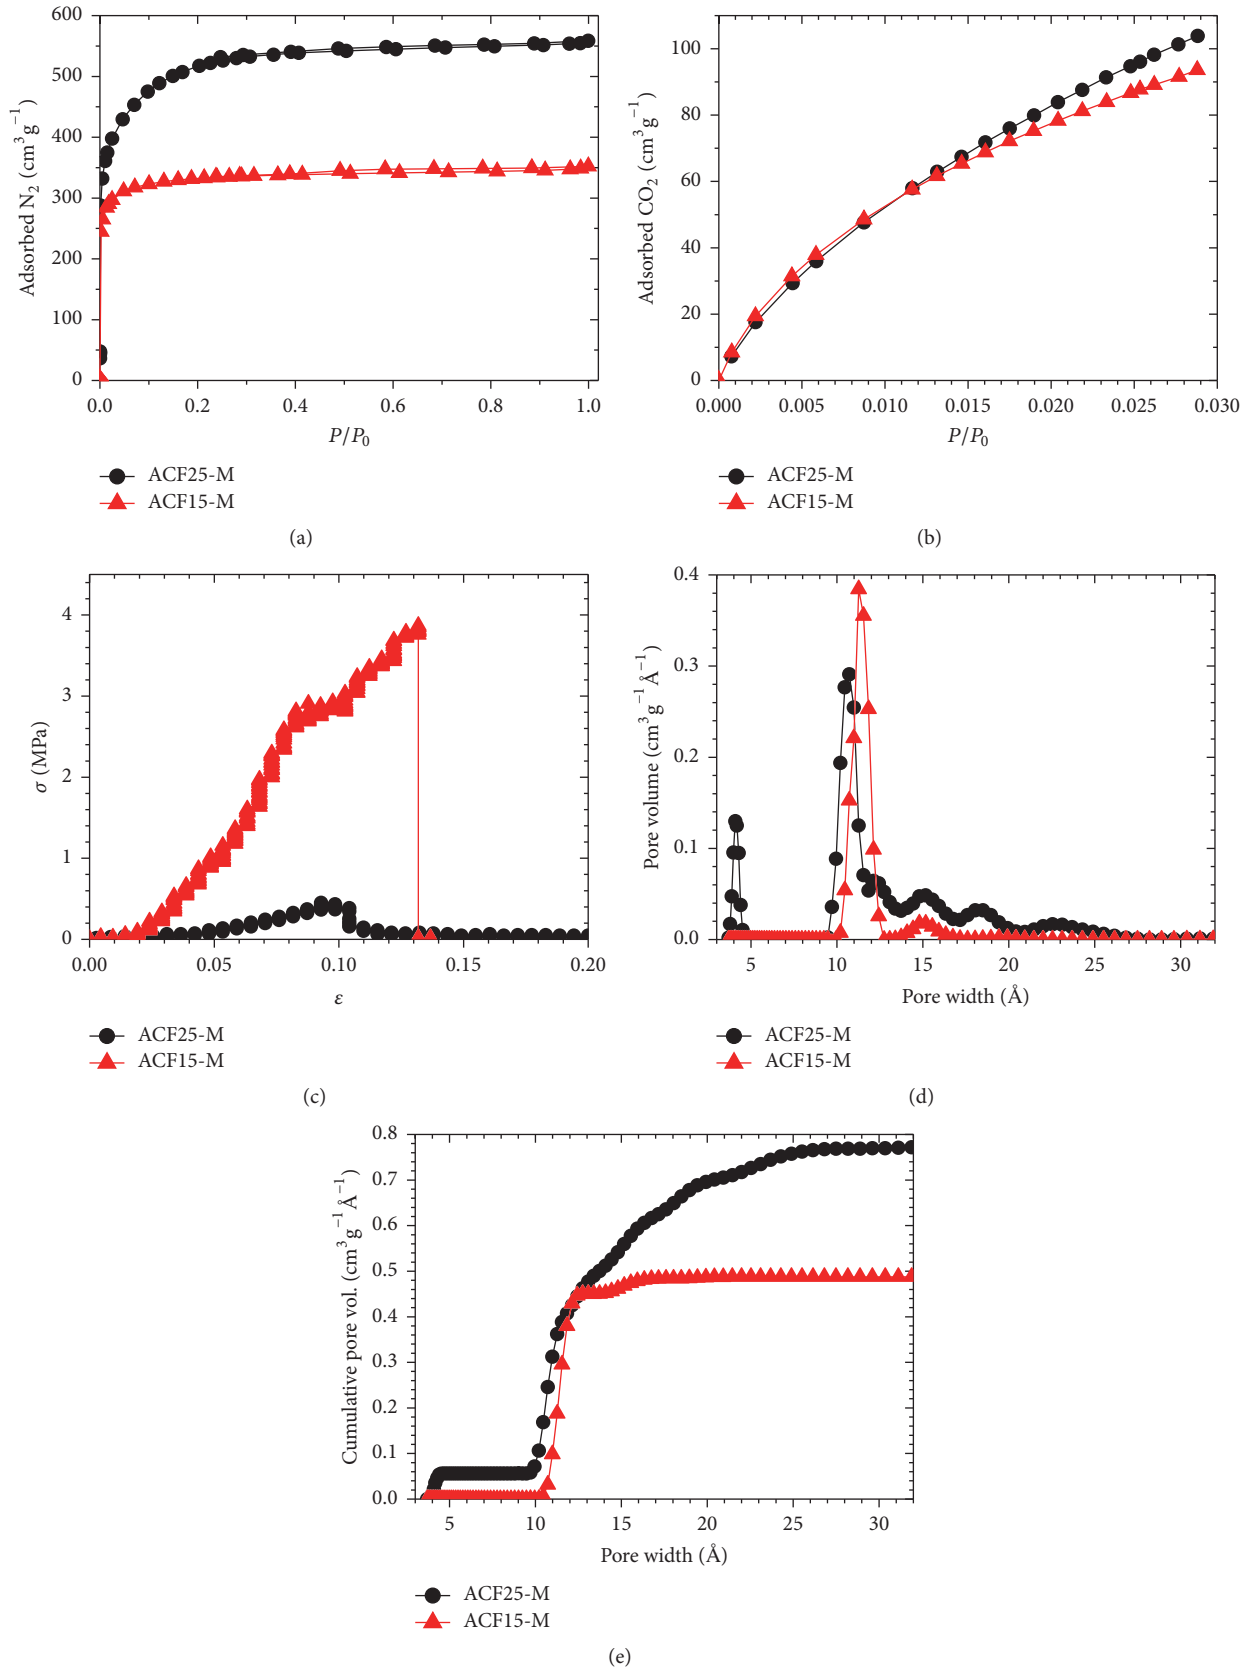 600
500
400
300
200
100
0
Adsorbed N₂ (cm³ g⁻¹)
0.0 0.2 0.4 0.6 0.8 1.0
P/P₀
ACF25-M
ACF15-M
(a)
100
80
60
40
20
0
Adsorbed CO₂ (cm³ g⁻¹)
0.000 0.005 0.010 0.015 0.020 0.025 0.030
P/P₀
ACF25-M
ACF15-M
(b)
4
3
2
1
0
σ (MPa)
0.00 0.05 0.10 0.15 0.20
ε
ACF25-M
ACF15-M
(c)
0.4
0.3
0.2
0.1
0.0
Pore volume (cm³ g⁻¹ Å⁻¹)
5 10 15 20 25 30
Pore width (Å)
ACF25-M
ACF15-M
(d)
0.8
0.7
0.6
0.5
0.4
0.3
0.2
0.1
0.0
Cumulative pore vol. (cm³ g⁻¹ Å⁻¹)
5 10 15 20 25 30
Pore width (Å)
ACF25-M
ACF15-M
(e)